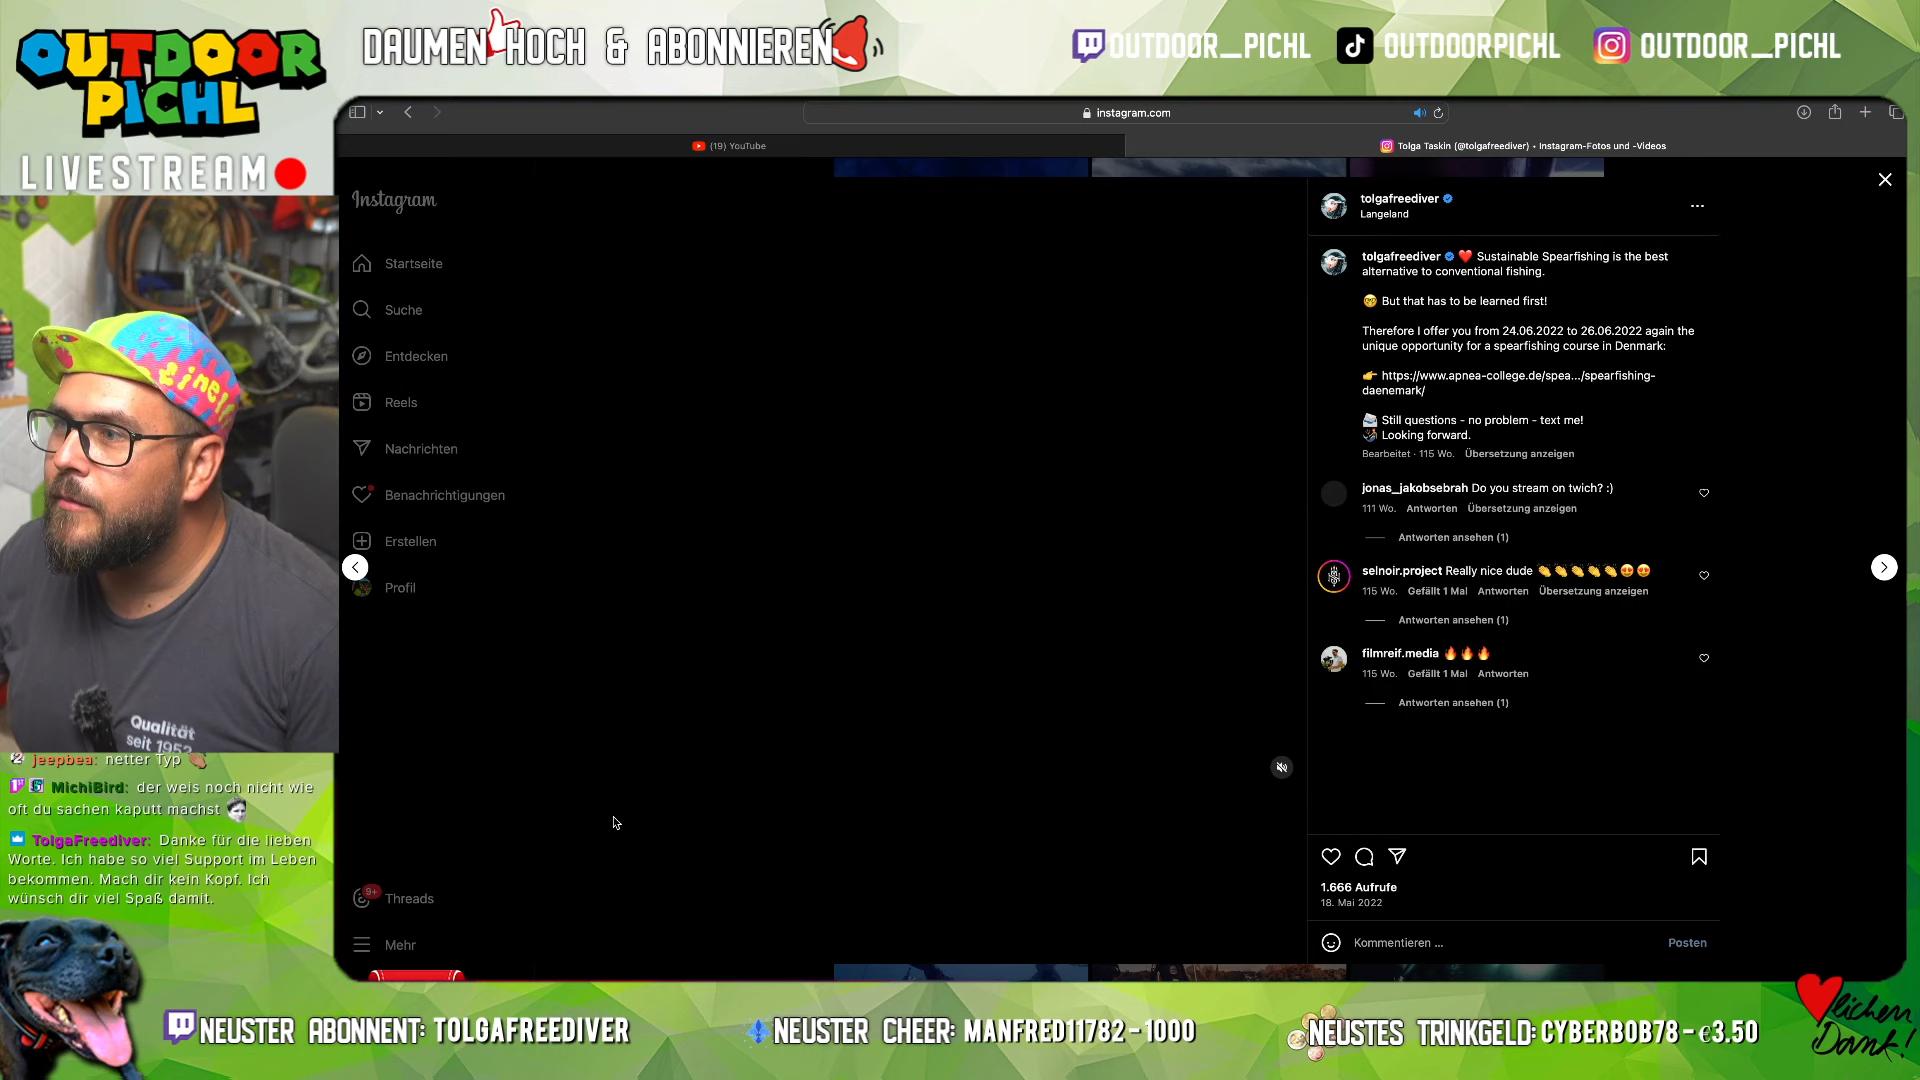 OUTDOOR
PICHL
LIVESTREAM
DAUMEN HOCH & ABONNIEREN
OUTDOOR_PICHL
OUTDOORPICHL
OUTDOOR_PICHL
instagram.com
(19) YouTube
Tolga Taskin (@tolgafreediver) • Instagram-Fotos und -Videos
Instagram
Startseite
Suche
Entdecken
Reels
Nachrichten
Benachrichtigungen
Erstellen
Profil
9+
Threads
Mehr
tolgafreediver
Langeland
tolgafreediver ❤️ Sustainable Spearfishing is the best
alternative to conventional fishing.
🤓 But that has to be learned first!
Therefore I offer you from 24.06.2022 to 26.06.2022 again the
unique opportunity for a spearfishing course in Denmark:
👉 https://www.apnea-college.de/spea.../spearfishing-
daenemark/
Still questions - no problem - text me!
Looking forward.
Bearbeitet · 115 Wo. Übersetzung anzeigen
jonas_jakobsebrah Do you stream on twich? :)
111 Wo. Antworten Übersetzung anzeigen
Antworten ansehen (1)
selnoir.project Really nice dude 👏👏👏👏👏😍😍
115 Wo. Gefällt 1 Mal Antworten Übersetzung anzeigen
Antworten ansehen (1)
filmreif.media 🔥🔥🔥
115 Wo. Gefällt 1 Mal Antworten
Antworten ansehen (1)
1.666 Aufrufe
18. Mai 2022
Kommentieren ...
Posten
Qualität
seit 1952
jeepbea: netter Typ
MichiBird: der weis noch nicht wie
oft du sachen kaputt machst
TolgaFreediver: Danke für die lieben
Worte. Ich habe so viel Support im Leben
bekommen. Mach dir kein Kopf. Ich
wünsch dir viel Spaß damit.
NEUSTER ABONNENT: TOLGAFREEDIVER
NEUSTER CHEER: MANFRED11782 - 1000
NEUSTES TRINKGELD: CYBERBOB78 - €3.50
lichen
Dank!